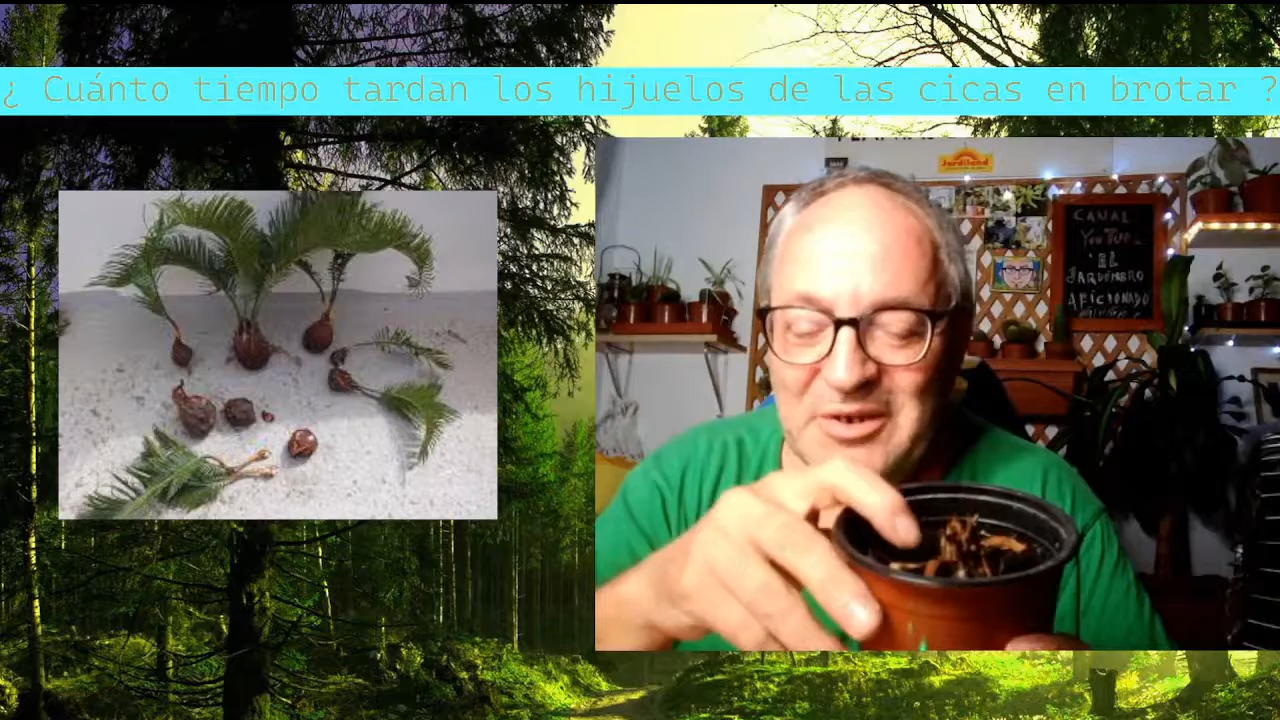 ¿ Cuánto tiempo tardan los hijuelos de las cicas en brotar ?
Jardiland
CANAL
YOUTUBE
EL
JARDINERO
AFICIONADO